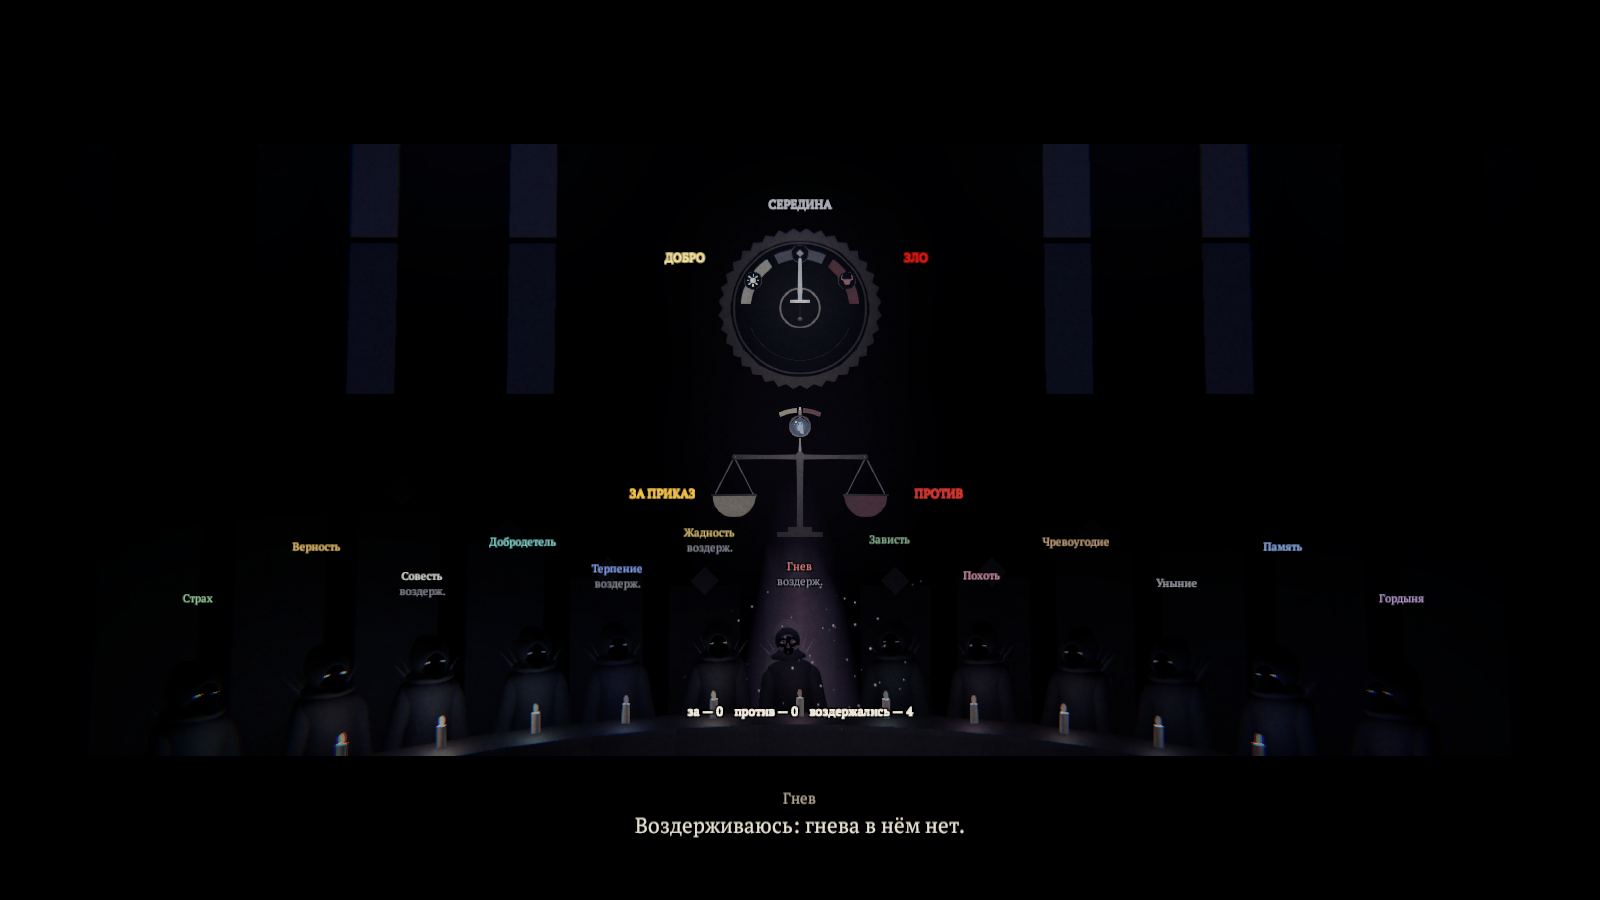 СЕРЕДИНА
ДОБРО
ЗЛО
ЗА ПРИКАЗ
ПРОТИВ
Жадность
воздерж.
Зависть
Добродетель
Чревоугодие
Верность
Память
Терпение
воздерж.
Гнев
воздерж.
Совесть
воздерж.
Похоть
Уныние
Страх
Гордыня
за — 0 против — 0 воздержались — 4
Гнев
Воздерживаюсь: гнева в нём нет.